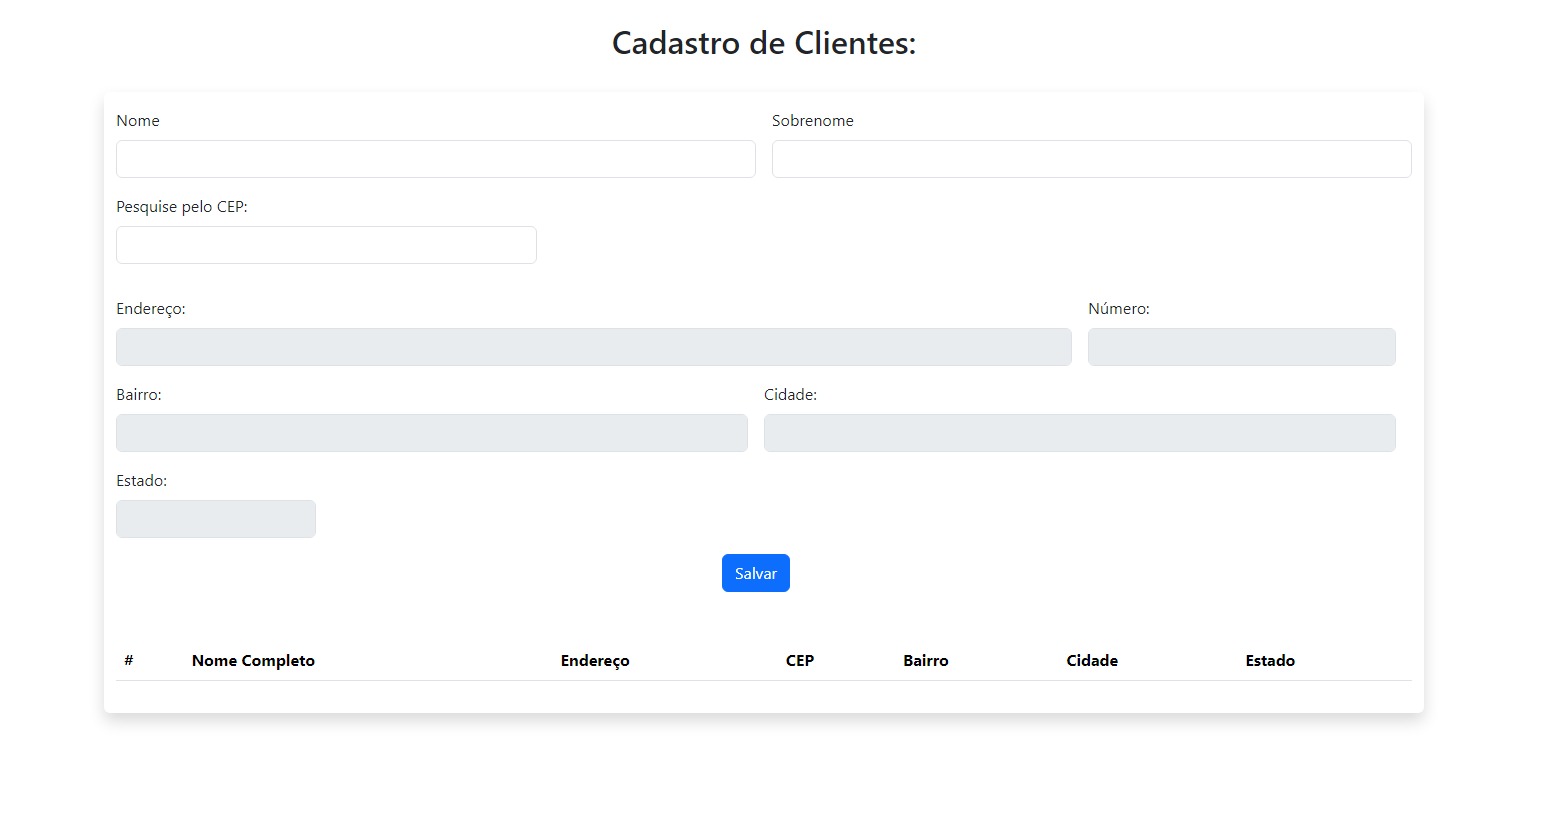 Cadastro de Clientes:
Nome Sobrenome
Pesquise pelo CEP:
Endereço: Número:
Bairro: Cidade:
Estado:
Salvar
# Nome Completo Endereço CEP Bairro Cidade Estado